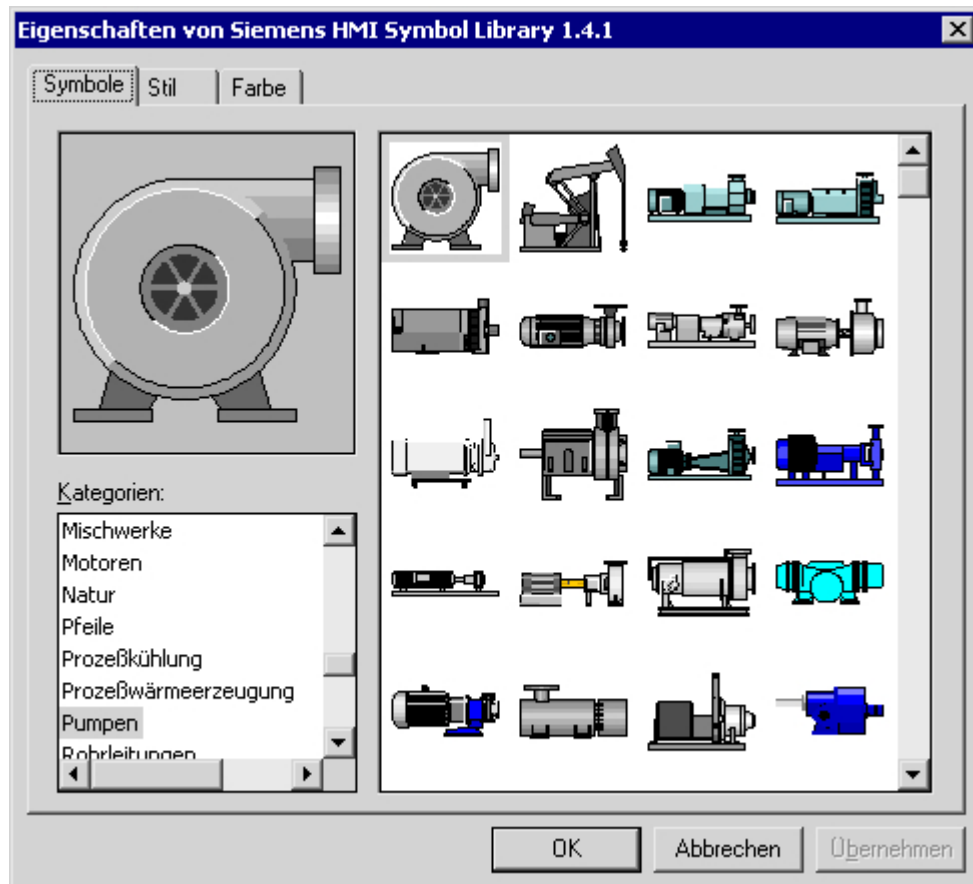 Eigenschaften von Siemens HMI Symbol Library 1.4.1
Symbole Stil Farbe
Kategorien:
Mischwerke
Motoren
Natur
Pfeile
Prozeßkühlung
Prozeßwärmeerzeugung
Pumpen
Rohrleitungen
OK Abbrechen Übernehmen